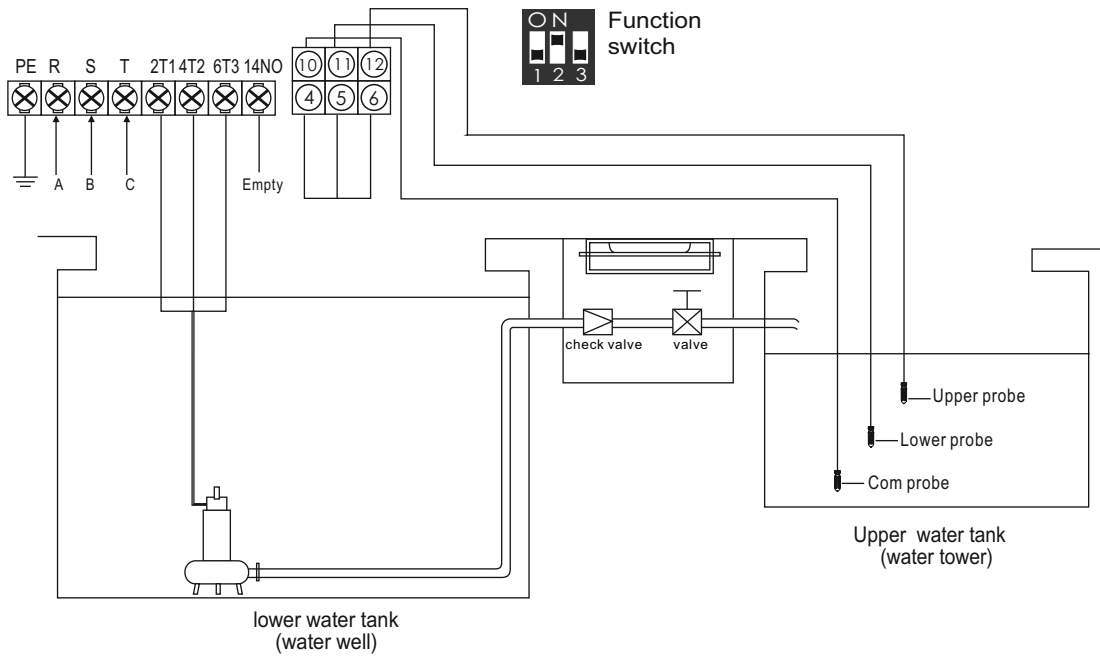 ON
Function
switch
1 2 3
PE R S T 2T1 4T2 6T3 14NO
10 11 12
4 5 6
A B C Empty
check valve
valve
Upper probe
Lower probe
Com probe
Upper water tank
(water tower)
lower water tank
(water well)